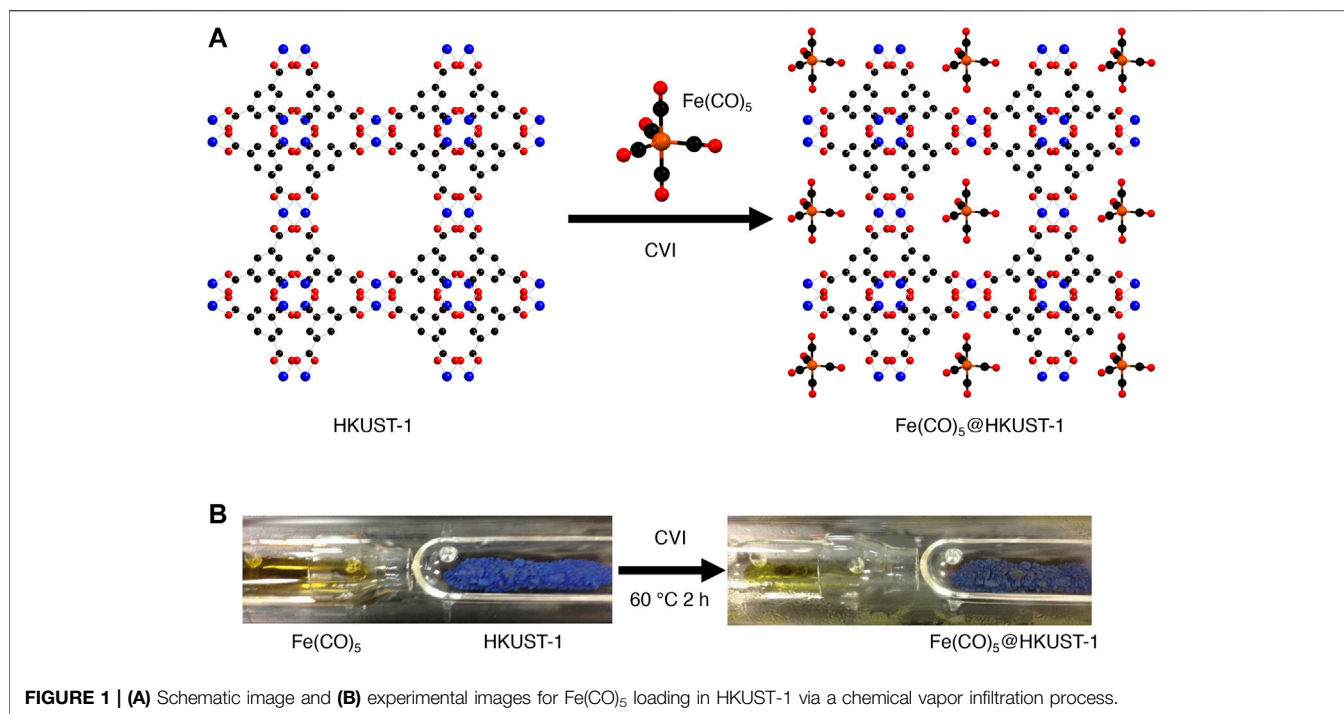 A
Fe(CO)₅
CVI
HKUST-1
Fe(CO)₅@HKUST-1
B
CVI
60 °C 2 h
Fe(CO)₅
HKUST-1
Fe(CO)₅@HKUST-1
FIGURE 1 | (A) Schematic image and (B) experimental images for Fe(CO)₅ loading in HKUST-1 via a chemical vapor infiltration process.